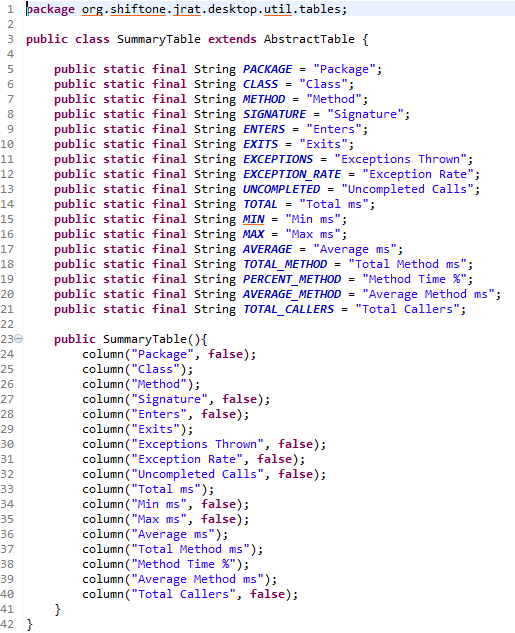 1 package org.shiftone.jrat.desktop.util.tables;
2
3 public class SummaryTable extends AbstractTable {
4
5     public static final String PACKAGE = "Package";
6     public static final String CLASS = "Class";
7     public static final String METHOD = "Method";
8     public static final String SIGNATURE = "Signature";
9     public static final String ENTERS = "Enters";
10     public static final String EXITS = "Exits";
11     public static final String EXCEPTIONS = "Exceptions Thrown";
12     public static final String EXCEPTION_RATE = "Exception Rate";
13     public static final String UNCOMPLETED = "Uncompleted Calls";
14     public static final String TOTAL = "Total ms";
15     public static final String MIN = "Min ms";
16     public static final String MAX = "Max ms";
17     public static final String AVERAGE = "Average ms";
18     public static final String TOTAL_METHOD = "Total Method ms";
19     public static final String PERCENT_METHOD = "Method Time %";
20     public static final String AVERAGE_METHOD = "Average Method ms";
21     public static final String TOTAL_CALLERS = "Total Callers";
22
23     public SummaryTable(){
24         column("Package", false);
25         column("Class");
26         column("Method");
27         column("Signature", false);
28         column("Enters", false);
29         column("Exits");
30         column("Exceptions Thrown", false);
31         column("Exception Rate", false);
32         column("Uncompleted Calls", false);
33         column("Total ms");
34         column("Min ms", false);
35         column("Max ms", false);
36         column("Average ms");
37         column("Total Method ms");
38         column("Method Time %");
39         column("Average Method ms");
40         column("Total Callers", false);
41     }
42 }